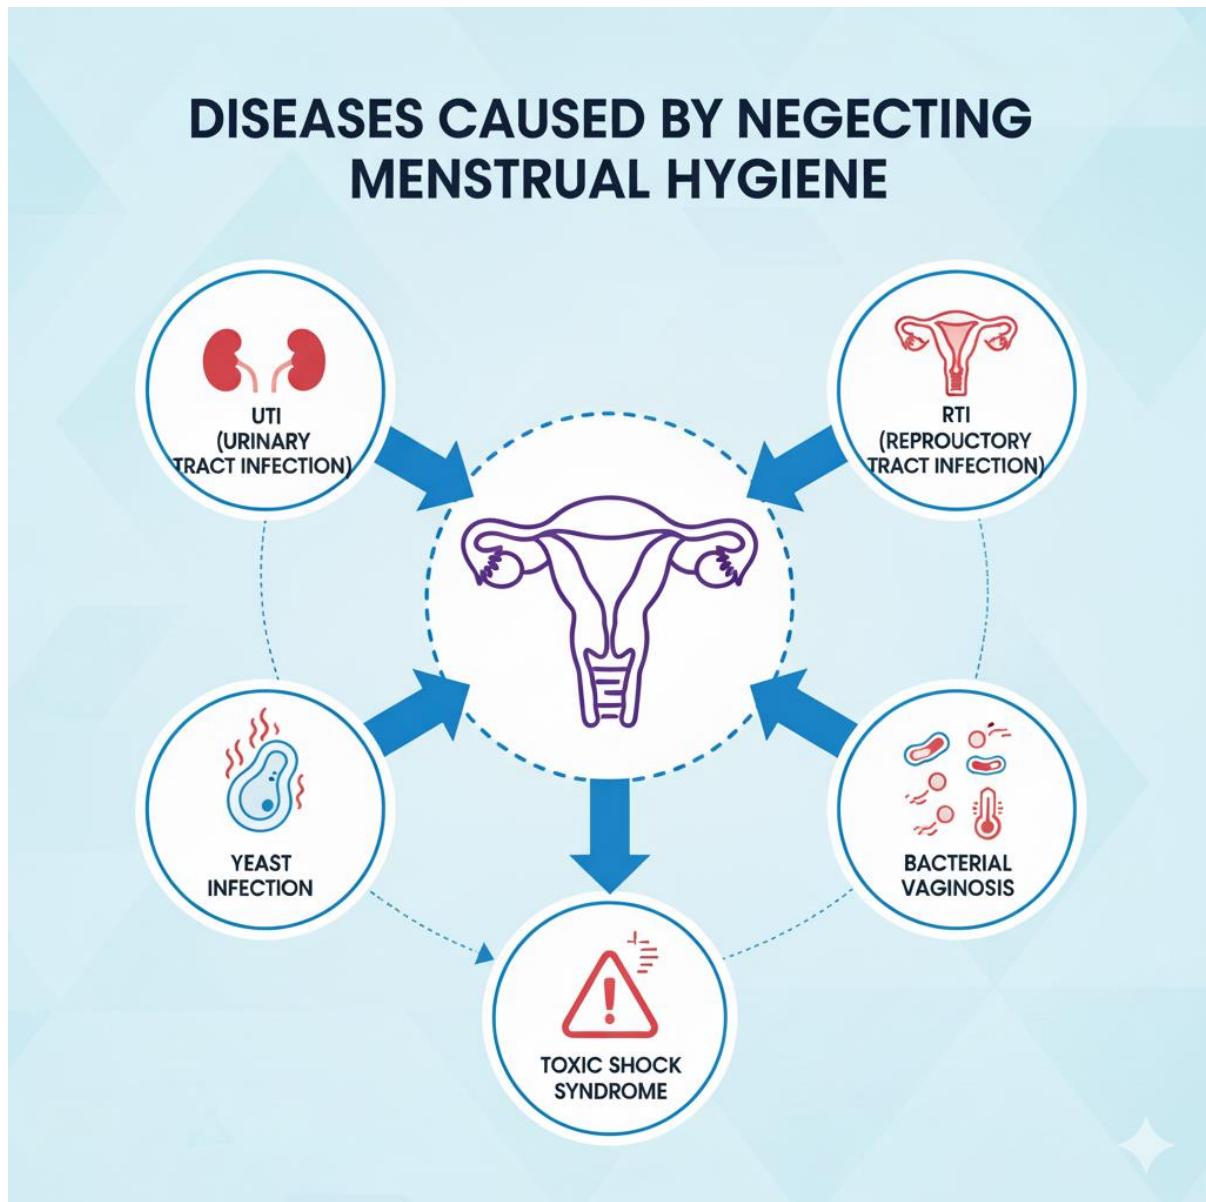 DISEASES CAUSED BY NEGECTING
MENSTRUAL HYGIENE
UTI
(URINARY
TRACT INFECTION)
RTI
(REPROUCTORY
TRACT INFECTION)
YEAST
INFECTION
BACTERIAL
VAGINOSIS
TOXIC SHOCK
SYNDROME